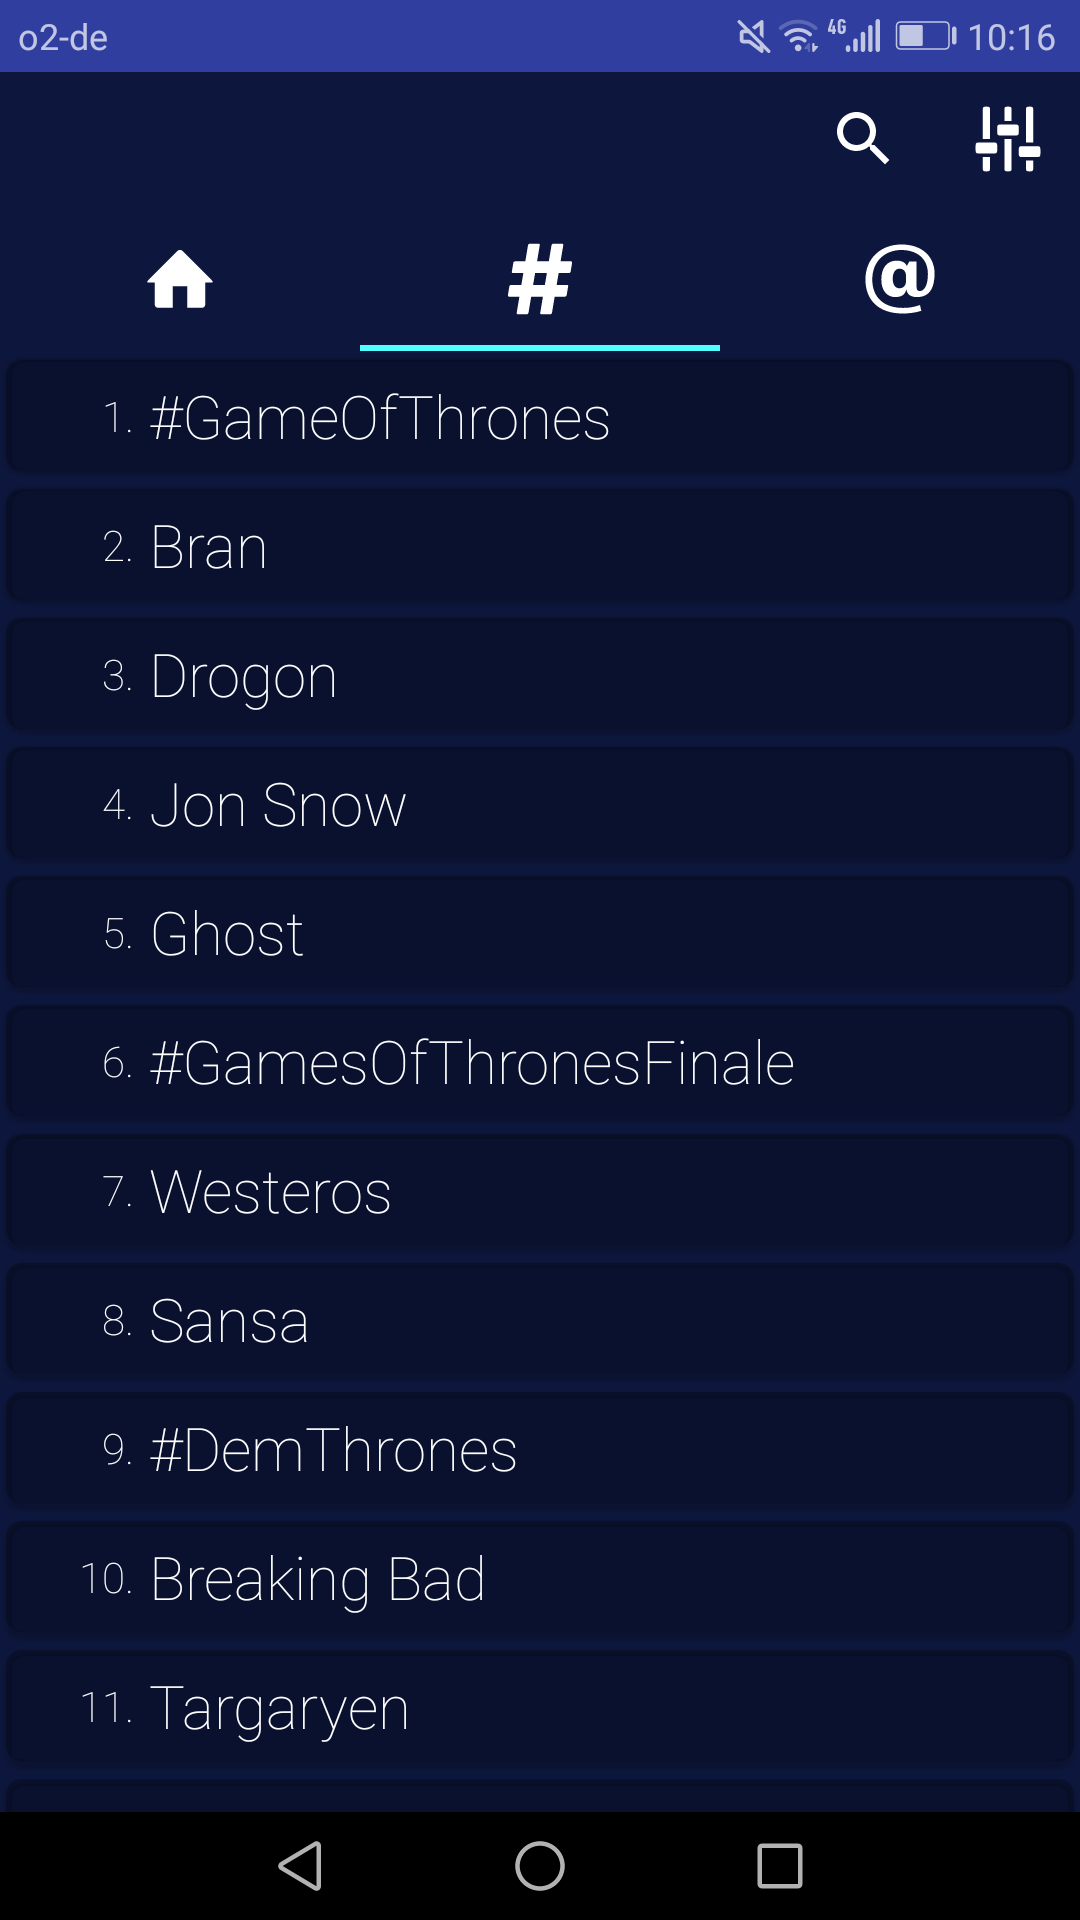 o2-de 4G 10:16
# @
1. #GameOfThrones
2. Bran
3. Drogon
4. Jon Snow
5. Ghost
6. #GamesOfThronesFinale
7. Westeros
8. Sansa
9. #DemThrones
10. Breaking Bad
11. Targaryen